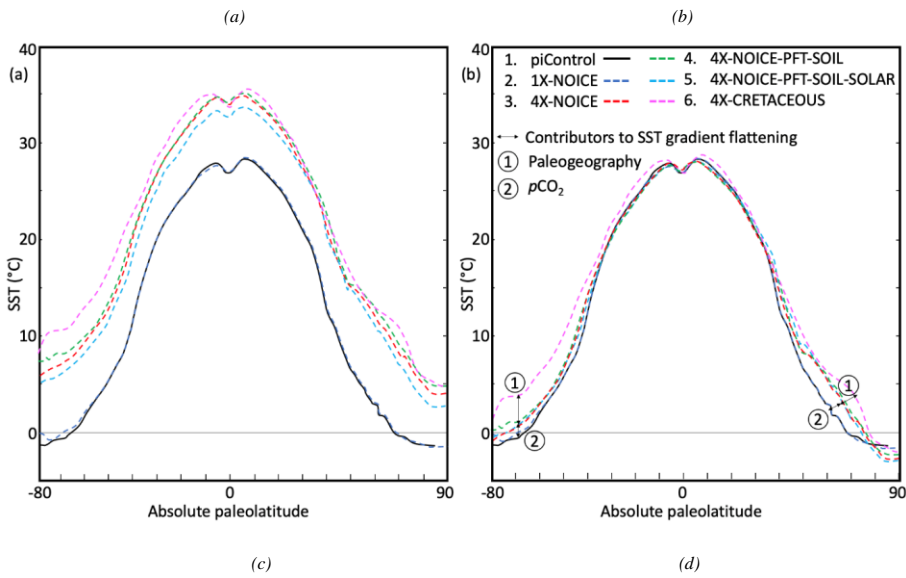 (a) (b)
(a)
40
30
20
10
0
SST (°C)
-80 0 90
Absolute paleolatitude
(b)
1. piControl
2. 1X-NOICE
3. 4X-NOICE
4. 4X-NOICE-PFT-SOIL
5. 4X-NOICE-PFT-SOIL-SOLAR
6. 4X-CRETACEOUS
Contributors to SST gradient flattening
1 Paleogeography
2 pCO₂
40
30
20
10
0
SST (°C)
1
2
1
2
-80 0 90
Absolute paleolatitude
(c) (d)